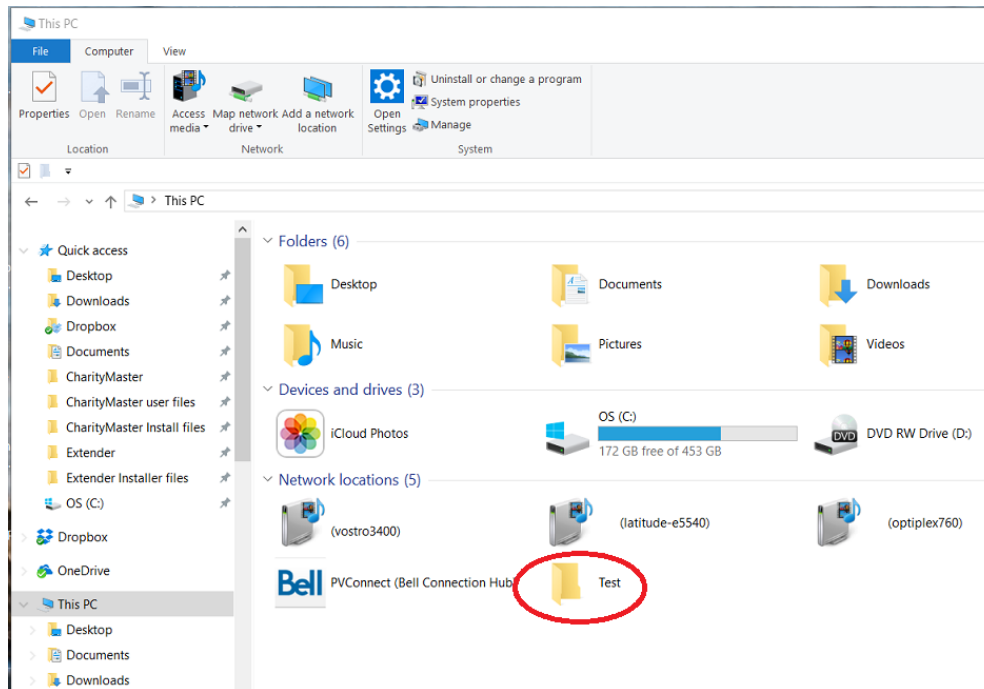 This PC
File Computer View
Properties Open Rename Access media Map network drive Add a network location Open Settings Uninstall or change a program
System properties
Manage
Location Network System
This PC
Quick access
Desktop
Downloads
Dropbox
Documents
CharityMaster
CharityMaster user files
CharityMaster Install files
Extender
Extender Installer files
OS (C:)
Dropbox
OneDrive
This PC
Desktop
Documents
Downloads
Folders (6)
Desktop Documents Downloads
Music Pictures Videos
Devices and drives (3)
iCloud Photos
OS (C:)
172 GB free of 453 GB
DVD
DVD RW Drive (D:)
Network locations (5)
(vostro3400) (latitude-e5540) (optiplex760)
Bell PVConnect (Bell Connection Hub) Test